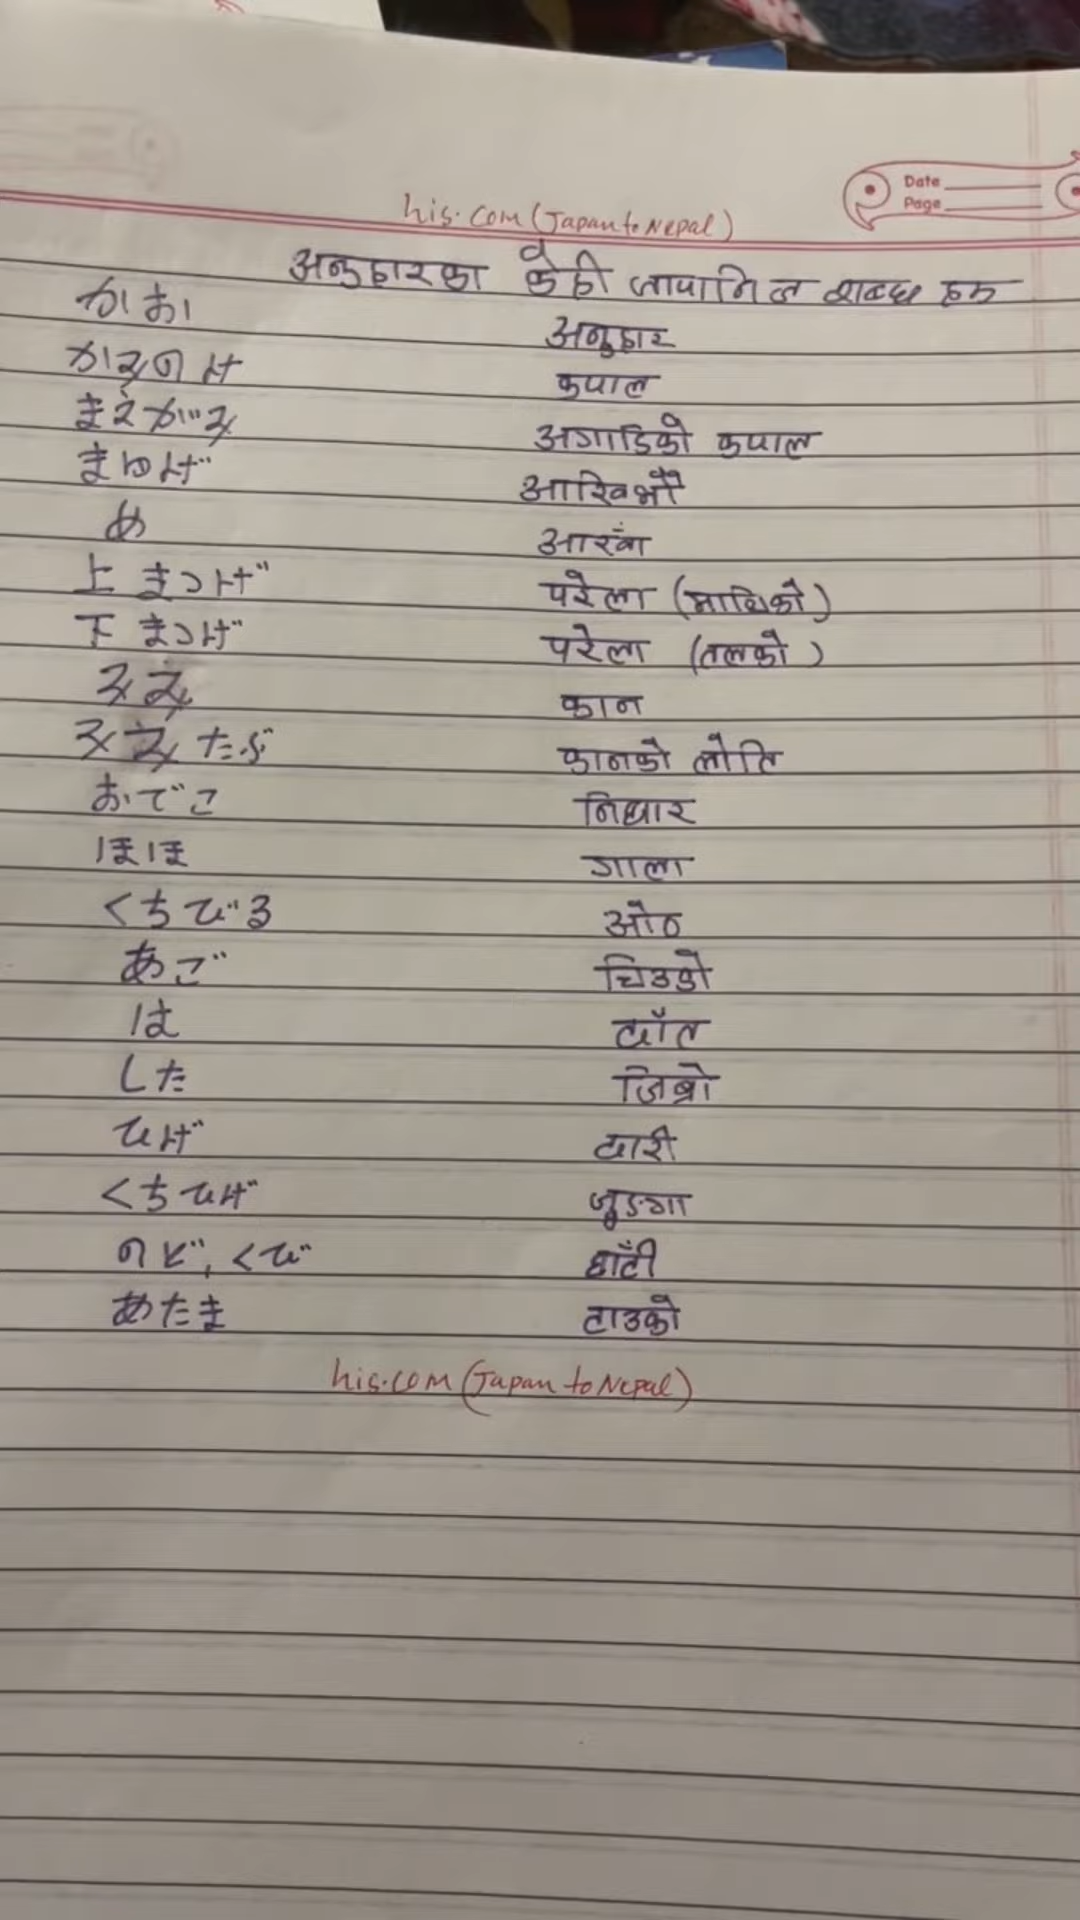 Date
Page
his.com (Japan to Nepal)
अनुहारका केही जापानिज शब्द हरू
かお अनुहार
かみのけ कपाल
まえがみ अगाडिको कपाल
まゆげ आखिभौं
め आखाँ
上まつげ परेला (माथिको)
下まつげ परेला (तलको)
みみ कान
みみたぶ कानको लोति
おでこ निधार
ほほ गाला
くちびる ओठ
あご चिउडो
は दाँत
した जिब्रो
ひげ दारी
くちひげ जुङ्गा
のど, くび घाँटी
あたま टाउको
his.com (Japan to Nepal)